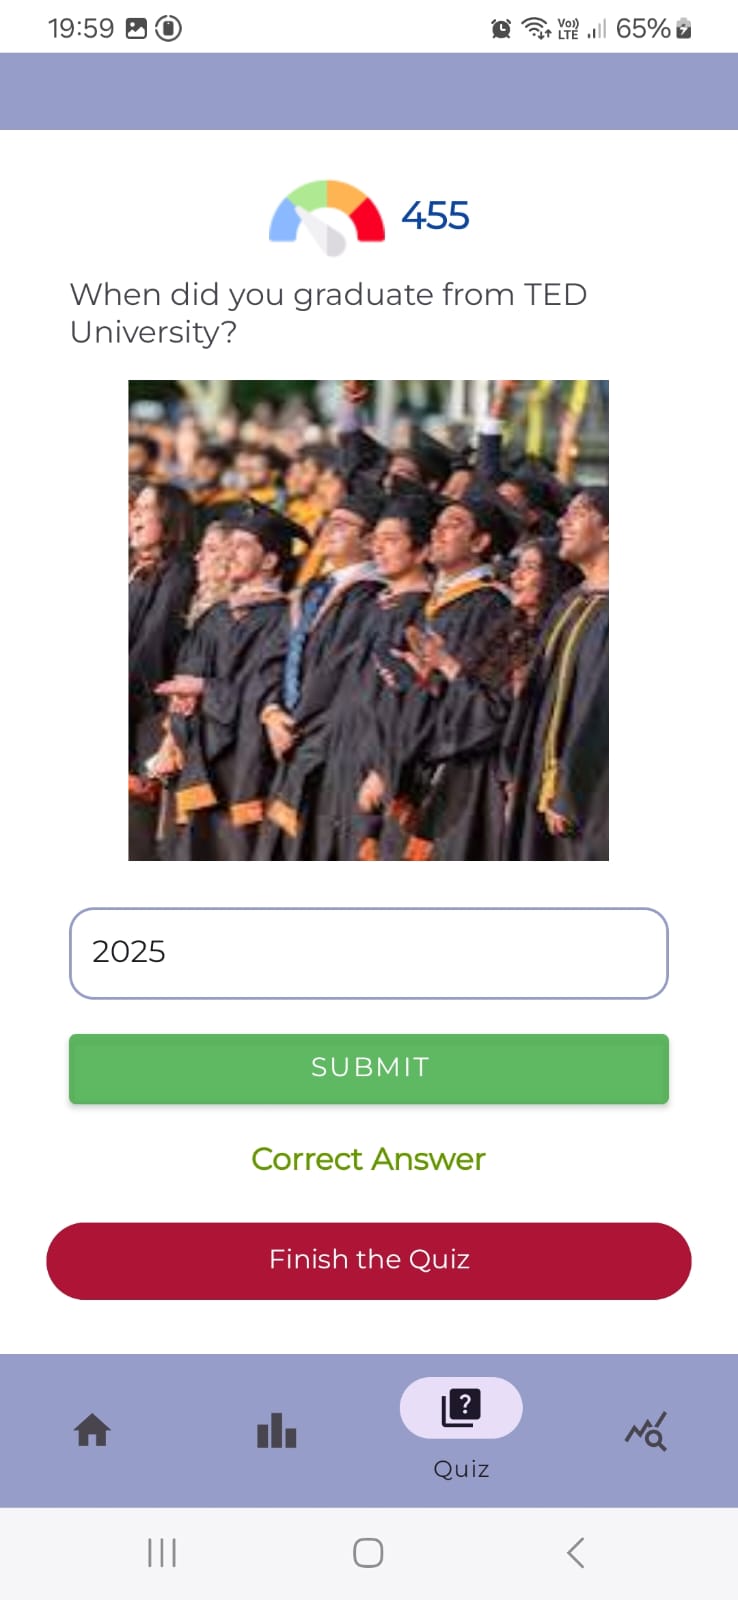 19:59 Vo)) LTE 65%
455
When did you graduate from TED
University?
2025
SUBMIT
Correct Answer
Finish the Quiz
?
Quiz